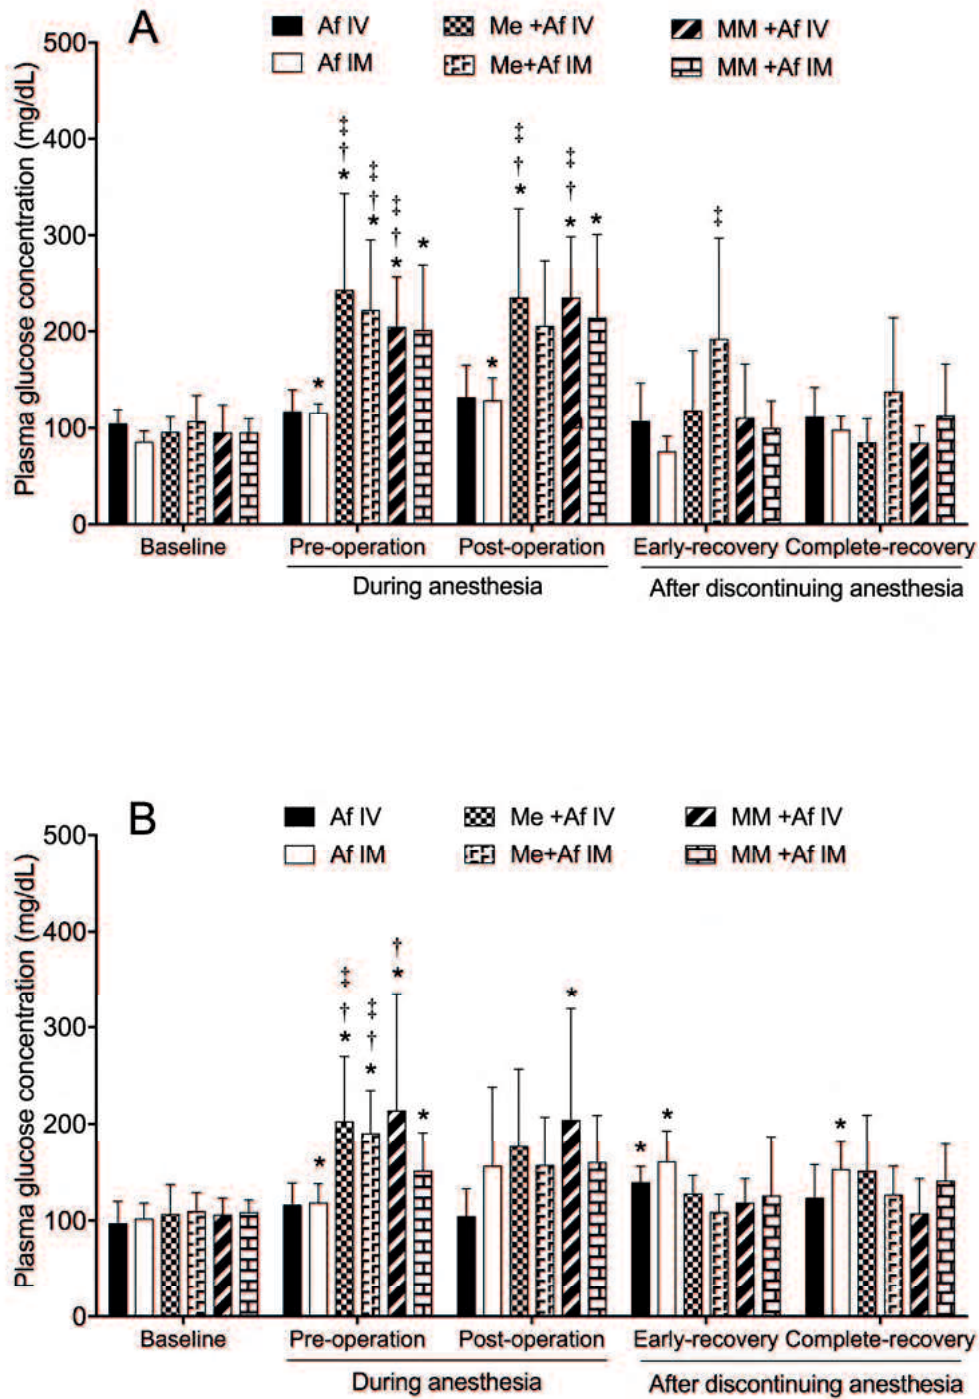 A
Af IV Me +Af IV MM +Af IV
Af IM Me+Af IM MM +Af IM
Plasma glucose concentration (mg/dL)
500
400
300
200
100
0
‡ ‡
† ‡ † ‡ ‡
* † * † *
* ‡ *
†
*
*
*
Baseline Pre-operation Post-operation Early-recovery Complete-recovery
During anesthesia After discontinuing anesthesia
B
Af IV Me +Af IV MM +Af IV
Af IM Me+Af IM MM +Af IM
Plasma glucose concentration (mg/dL)
500
400
300
200
100
0
†
‡ *
† ‡ *
* †
*
* * * * *
Baseline Pre-operation Post-operation Early-recovery Complete-recovery
During anesthesia After discontinuing anesthesia